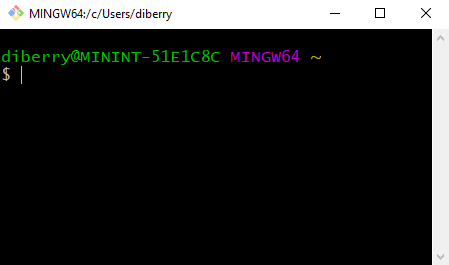 MINGW64:/c/Users/diberry
diberry@MININT-51E1C8C MINGW64 ~
$